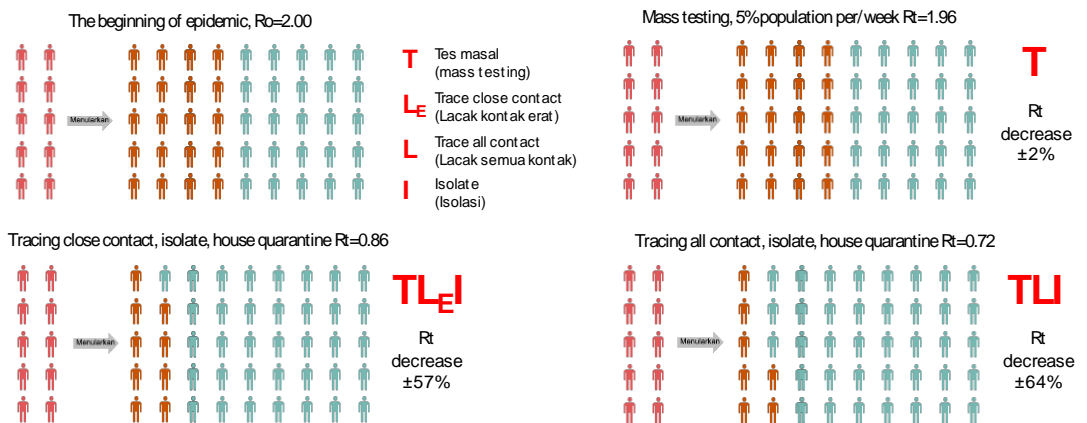 The beginning of epidemic, Ro=2.00
Menularkan
T Tes masal
(mass testing)
LE Trace close contact
(Lacak kontak erat)
L Trace all contact
(Lacak semua kontak)
I Isolate
(Isolasi)
Mass testing, 5% population per/week Rt=1.96
Menularkan
T
Rt
decrease
±2%
Tracing close contact, isolate, house quarantine Rt=0.86
Menularkan
TLEI
Rt
decrease
±57%
Tracing all contact, isolate, house quarantine Rt=0.72
Menularkan
TLI
Rt
decrease
±64%